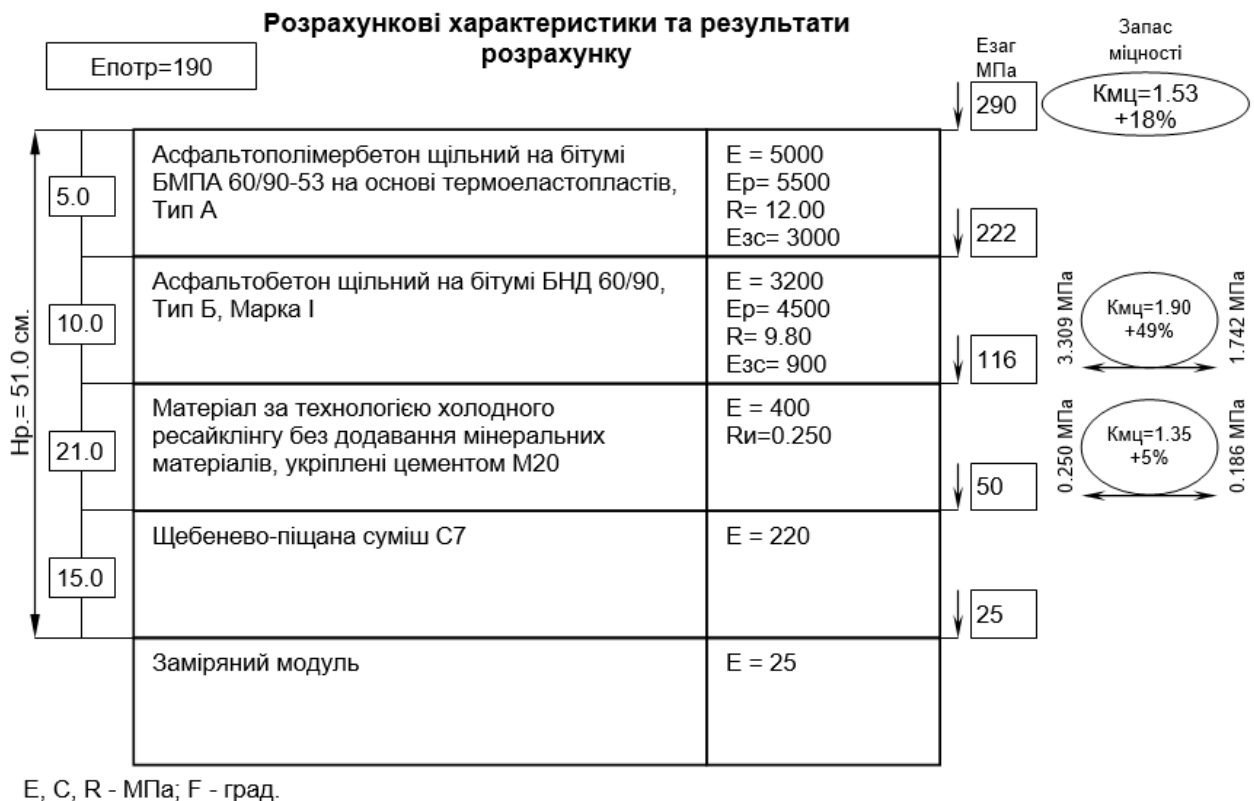 Розрахункові характеристики та результати
розрахунку
Епотр=190
Езаг
МПа
Запас
міцності
290
Кмц=1.53
+18%
Нр.= 51.0 см.
5.0
Асфальтополімербетон щільний на бітумі
БМПА 60/90-53 на основі термоеластопластів,
Тип А
Е = 5000
Ер= 5500
R= 12.00
Езс= 3000
222
10.0
Асфальтобетон щільний на бітумі БНД 60/90,
Тип Б, Марка І
Е = 3200
Ер= 4500
R= 9.80
Езс= 900
116
3.309 МПа
Кмц=1.90
+49%
1.742 МПа
21.0
Матеріал за технологією холодного
ресайклінгу без додавання мінеральних
матеріалів, укріплені цементом М20
Е = 400
Rи=0.250
50
0.250 МПа
Кмц=1.35
+5%
0.186 МПа
15.0
Щебенево-піщана суміш С7
Е = 220
25
Заміряний модуль
Е = 25
Е, С, R - МПа; F - град.